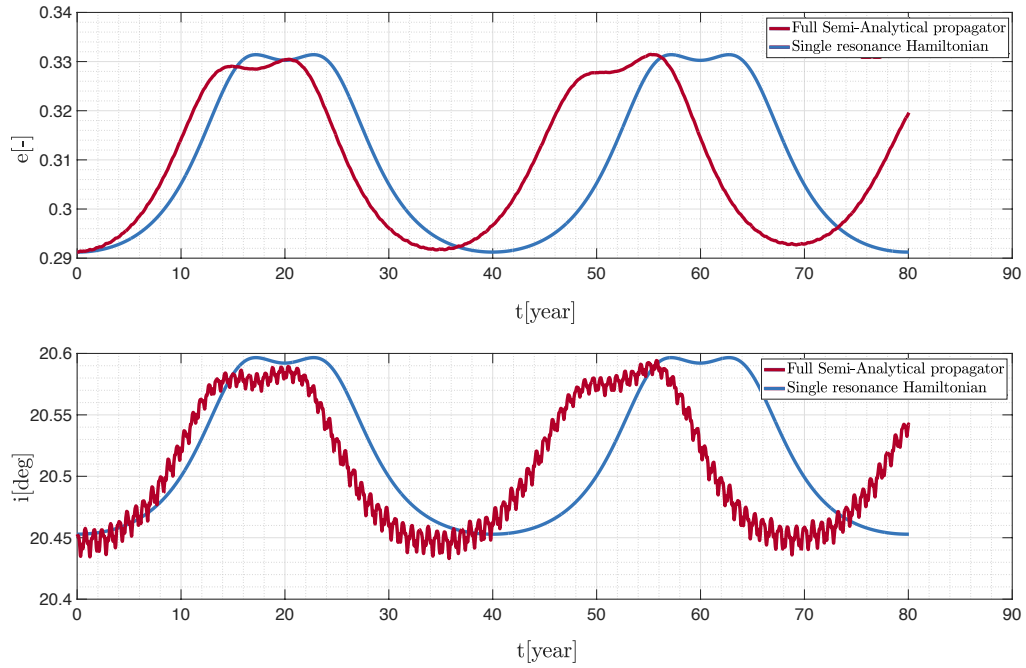 0.34
0.33
0.32
0.31
0.3
0.29
e[-]
0 10 20 30 40 50 60 70 80 90
t[year]
Full Semi-Analytical propagator
Single resonance Hamiltonian
20.6
20.55
20.5
20.45
20.4
i[deg]
0 10 20 30 40 50 60 70 80 90
t[year]
Full Semi-Analytical propagator
Single resonance Hamiltonian